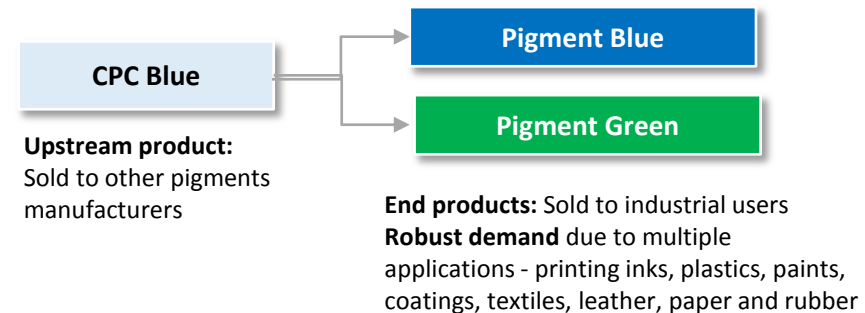 CPC Blue
Pigment Blue
Pigment Green
Upstream product:
Sold to other pigments
manufacturers
End products: Sold to industrial users
Robust demand due to multiple
applications - printing inks, plastics, paints,
coatings, textiles, leather, paper and rubber